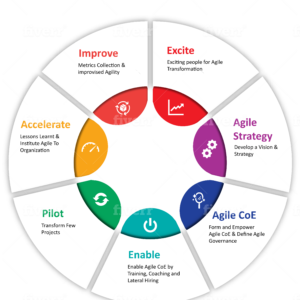 Improve
Metrics Collection &
improvised Agility
Excite
Exciting people for Agile
Transformation
Accelerate
Lessons Learnt &
Institute Agile To
Organization
Agile
Strategy
Develop a Vision &
Strategy
Pilot
Transform Few
Projects
Agile CoE
Form and Empower
Agile CoE & Define Agile
Governance
Enable
Enable Agile CoE by
Training, Coaching and
Lateral Hiring